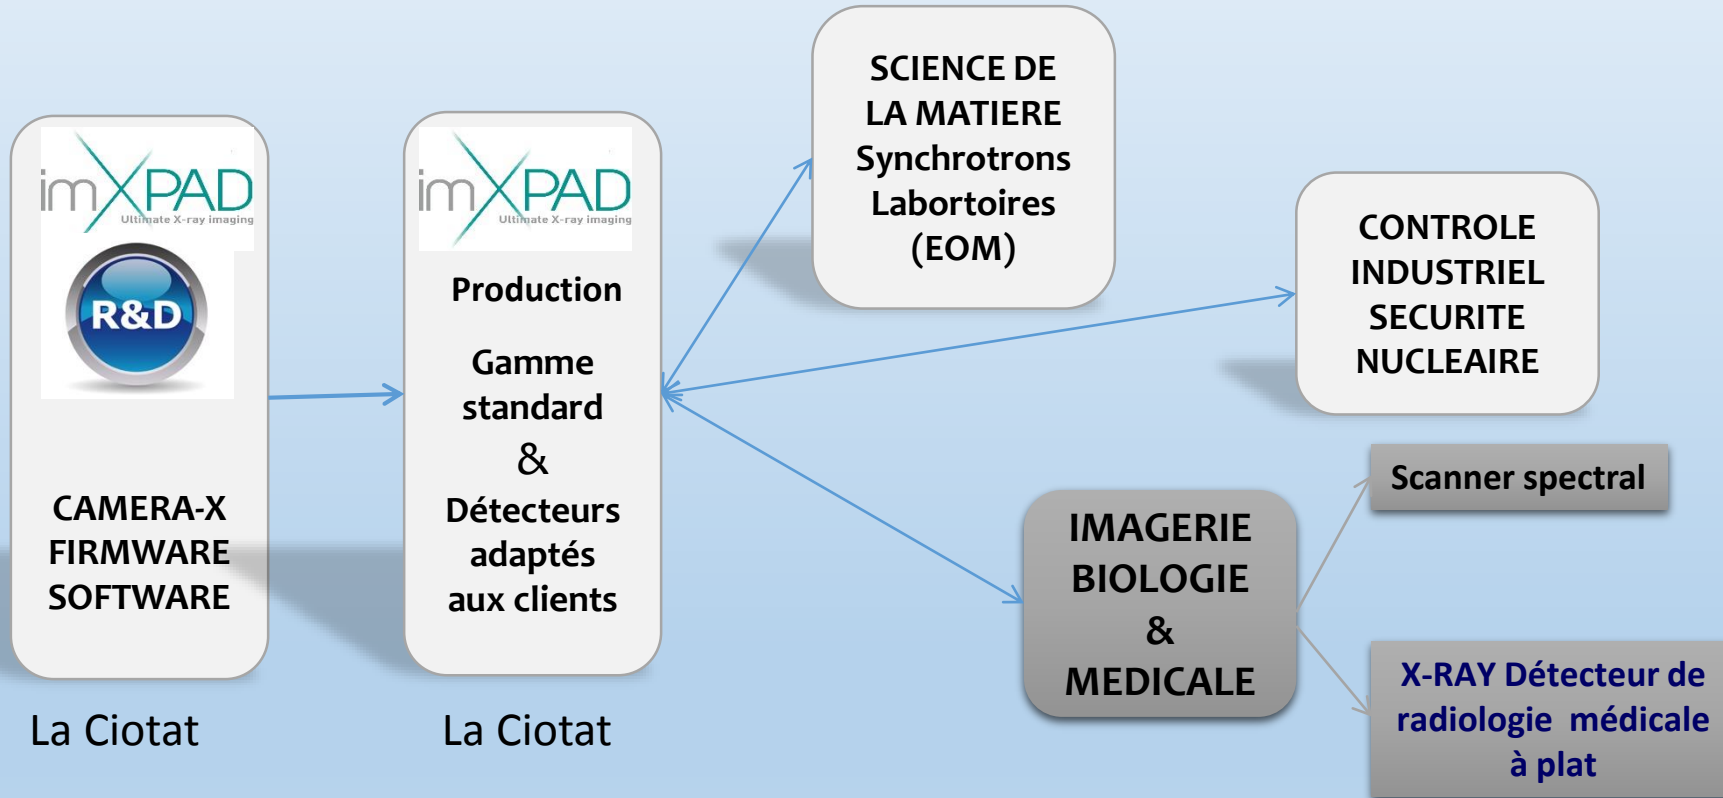 imXPAD
Ultimate X-ray imaging
R&D
CAMERA-X
FIRMWARE
SOFTWARE
La Ciotat
imXPAD
Ultimate X-ray imaging
Production
Gamme
standard
&
Détecteurs
adaptés
aux clients
La Ciotat
SCIENCE DE
LA MATIERE
Synchrotrons
Labortoires
(EOM)
CONTROLE
INDUSTRIEL
SECURITE
NUCLEAIRE
IMAGERIE
BIOLOGIE
&
MEDICALE
Scanner spectral
X-RAY Détecteur de
radiologie médicale
à plat